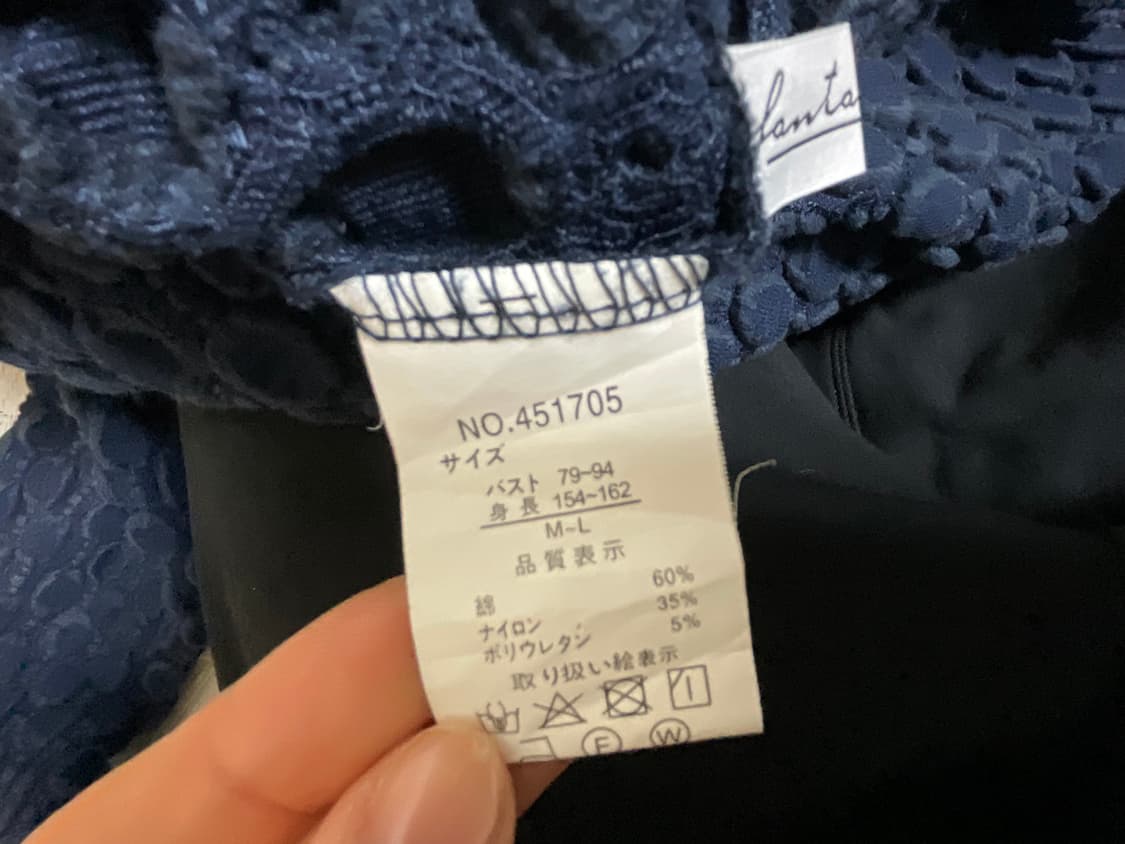 fanta
NO.451705
サイズ
バスト 79~94
身長 154~162
M~L
品質表示
綿 60%
ナイロン 35%
ポリウレタン 5%
取り扱い絵表示
F W